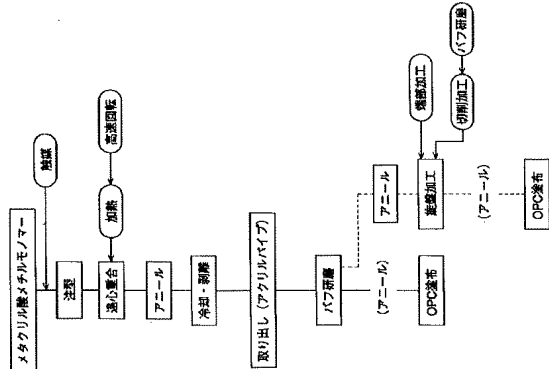 メタクリル酸メチルモノマー
触媒
注型
高速回転
加熱
遠心重合
アニール
冷却・剥離
取り出し（アクリルパイプ）
バフ研磨
（アニール）
OPC塗布
アニール
端部加工
バフ研磨
切削加工
旋盤加工
（アニール）
OPC塗布